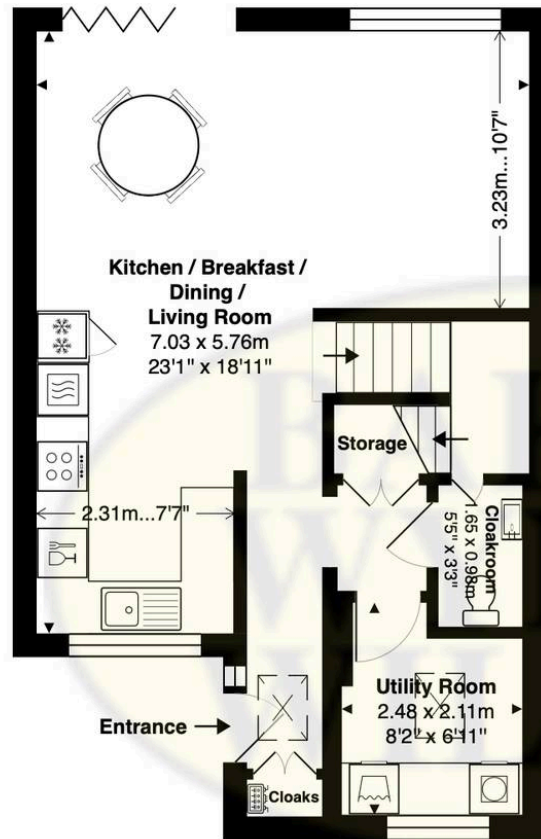 3.23m...10'7"
Kitchen / Breakfast /
Dining /
Living Room
7.03 x 5.76m
23'1" x 18'11"
Storage
2.31m...7'7"
Cloakroom
1.65 x 0.98m
5'5" x 3'3"
Utility Room
2.48 x 2.11m
8'2" x 6'11"
Entrance
Cloaks